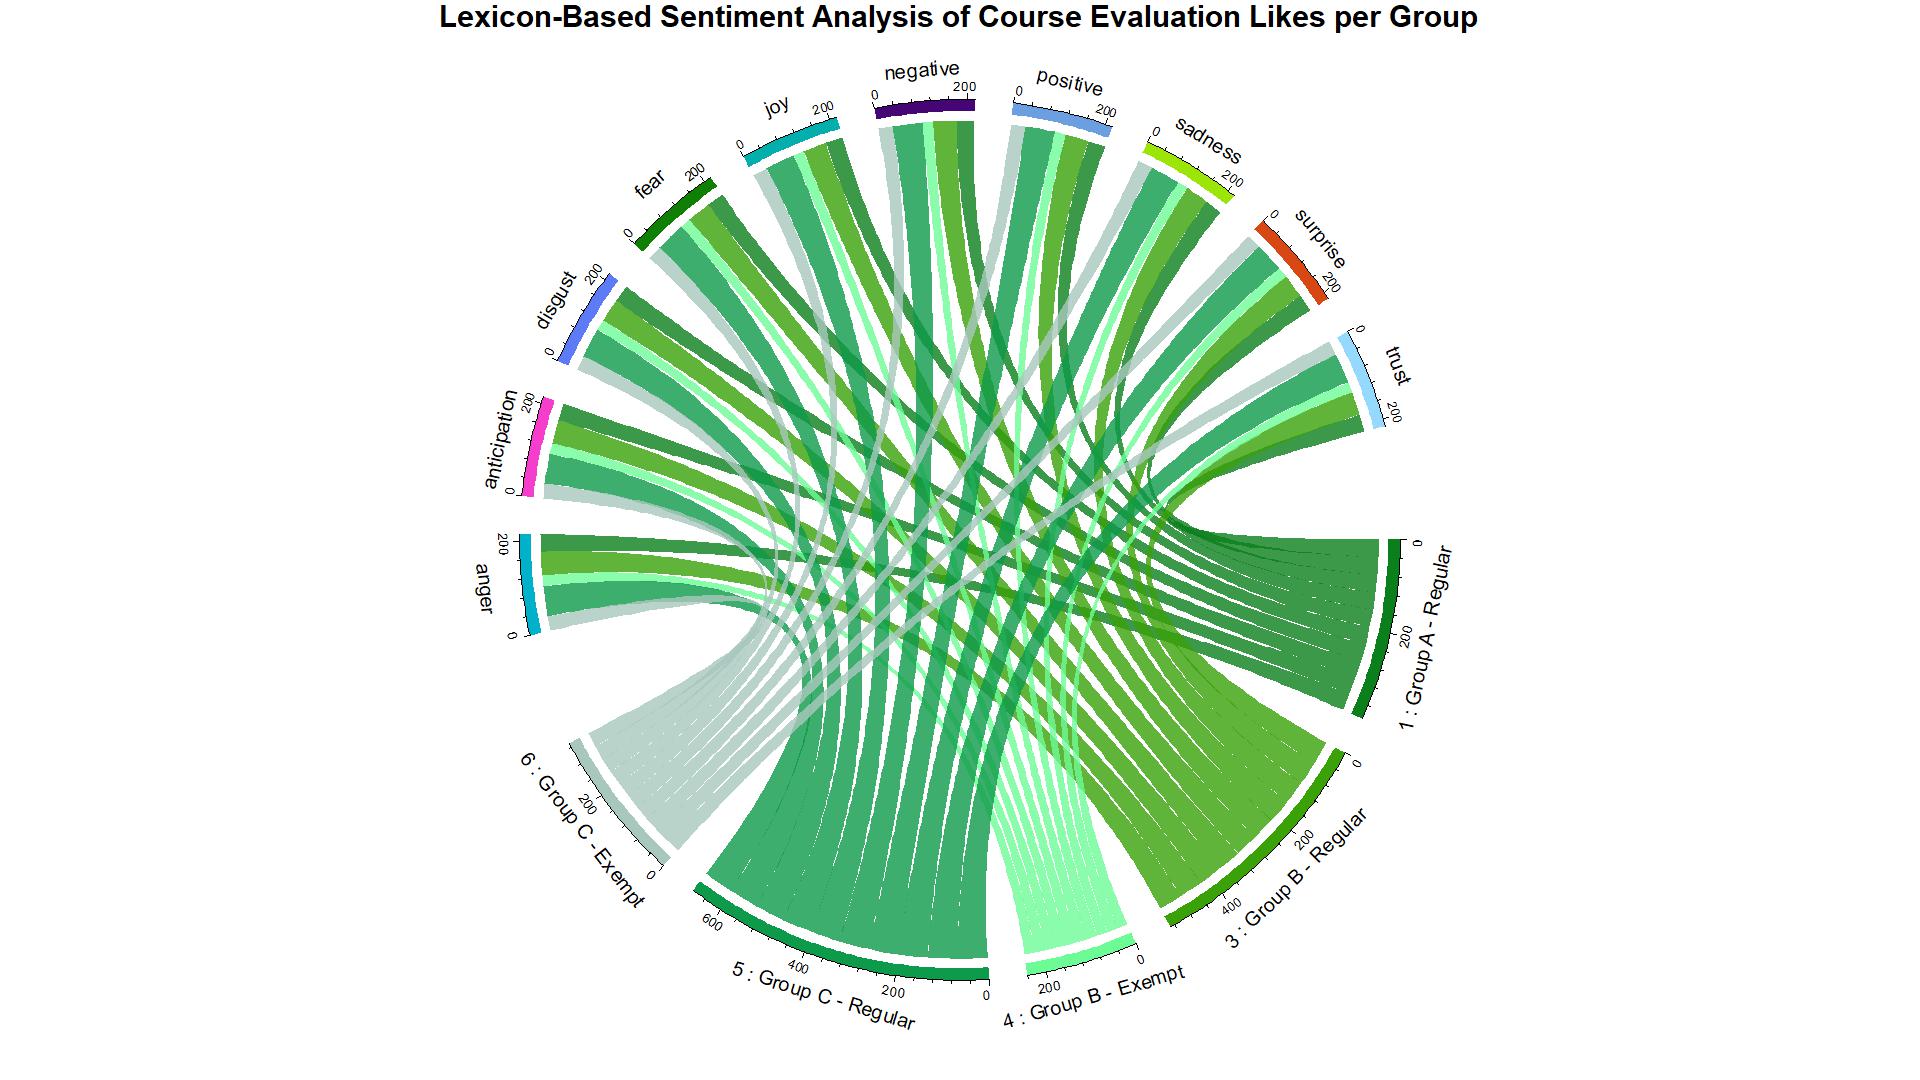 Lexicon-Based Sentiment Analysis of Course Evaluation Likes per Group
negative
0 200
positive
0 200
joy
0 200
sadness
0 200
fear
0 200
surprise
0 200
disgust
0 200
trust
0 200
anticipation
0 200
anger
0 200
1 : Group A - Regular
0 200
3 : Group B - Regular
0 200 400
4 : Group B - Exempt
0 200
5 : Group C - Regular
0 200 400 600
6 : Group C - Exempt
0 200